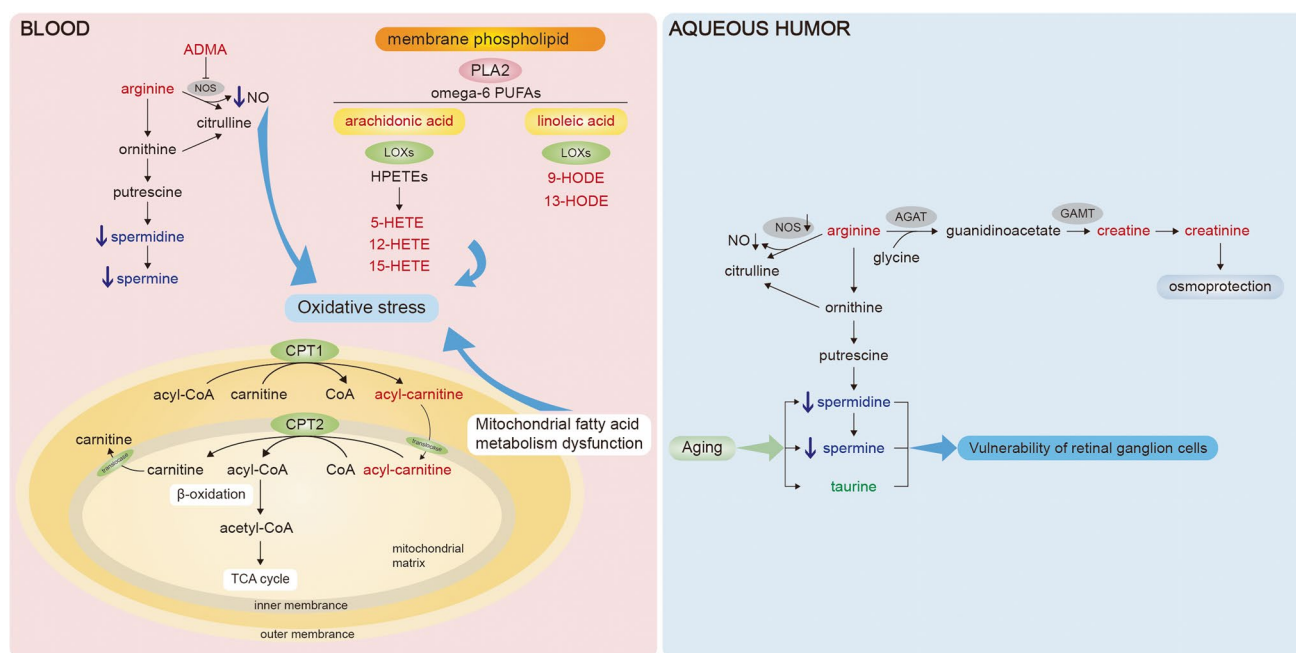 BLOOD
ADMA
NOS
arginine
NO
citrulline
ornithine
putrescine
spermidine
spermine
membrane phospholipid
PLA2
omega-6 PUFAs
arachidonic acid
linoleic acid
LOXs
LOXs
HPETEs
9-HODE
13-HODE
5-HETE
12-HETE
15-HETE
Oxidative stress
CPT1
acyl-CoA
carnitine
CoA
acyl-carnitine
Mitochondrial fatty acid
metabolism dysfunction
CPT2
carnitine
translocase
carnitine
acyl-CoA
CoA
acyl-carnitine
translocase
β-oxidation
acetyl-CoA
mitochondrial
matrix
TCA cycle
inner membrance
outer membrance
AQUEOUS HUMOR
NO
NOS
arginine
AGAT
guanidinoacetate
GAMT
creatine
creatinine
citrulline
glycine
osmoprotection
ornithine
putrescine
spermidine
Aging
spermine
Vulnerability of retinal ganglion cells
taurine